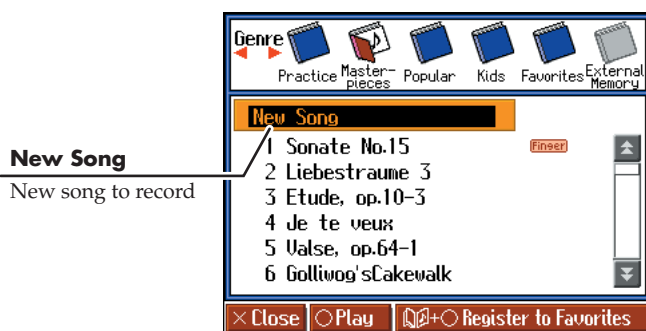 Genre
Practice
Master-
pieces
Popular
Kids
Favorites
External
Memory
New Song
1 Sonate No.15
Finger
2 Liebestraume 3
3 Etude, op.10-3
4 Je te veux
5 Valse, op.64-1
6 Golliwog'sCakewalk
× Close
○ Play
+○ Register to Favorites
New Song
New song to record